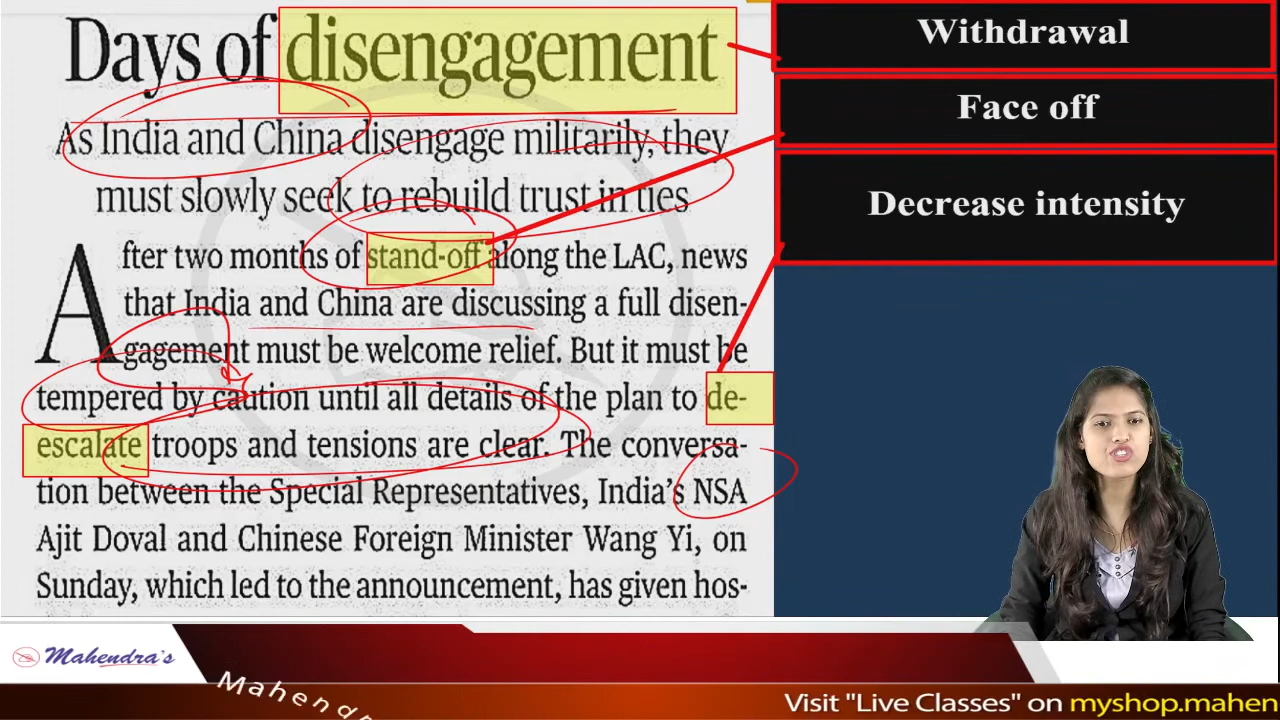 Days of disengagement
As India and China disengage militarily, they
must slowly seek to rebuild trust in ties
After two months of stand-off along the LAC, news
that India and China are discussing a full disen-
gagement must be welcome relief. But it must be
tempered by caution until all details of the plan to de-
escalate troops and tensions are clear. The conversa-
tion between the Special Representatives, India's NSA
Ajit Doval and Chinese Foreign Minister Wang Yi, on
Sunday, which led to the announcement, has given hos-
Withdrawal
Face off
Decrease intensity
Mahendra's
Mahendr
Visit "Live Classes" on myshop.mahen